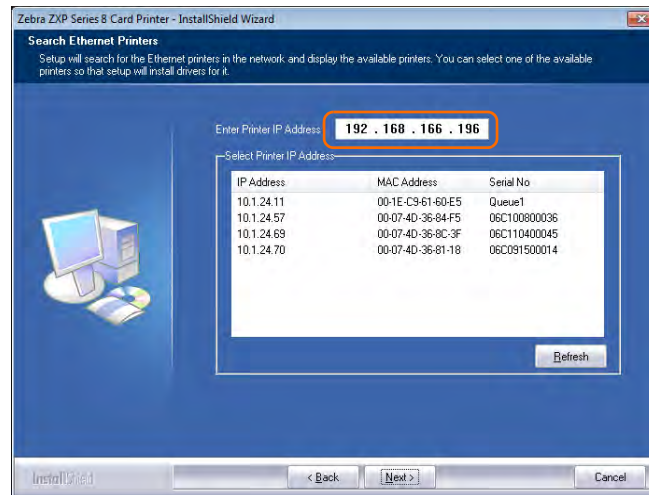 Zebra ZXP Series 8 Card Printer - InstallShield Wizard
Search Ethernet Printers
Setup will search for the Ethernet printers in the network and display the available printers. You can select one of the available
printers so that setup will install drivers for it.
Enter Printer IP Address 192 . 168 . 166 . 196
Select Printer IP Address
IP Address MAC Address Serial No
10.1.24.11 00-1E-C9-61-60-E5 Queue1
10.1.24.57 00-07-4D-36-84-F5 06C100800036
10.1.24.69 00-07-4D-36-8C-3F 06C110400045
10.1.24.70 00-07-4D-36-81-18 06C091500014
Refresh
InstallShield < Back Next > Cancel